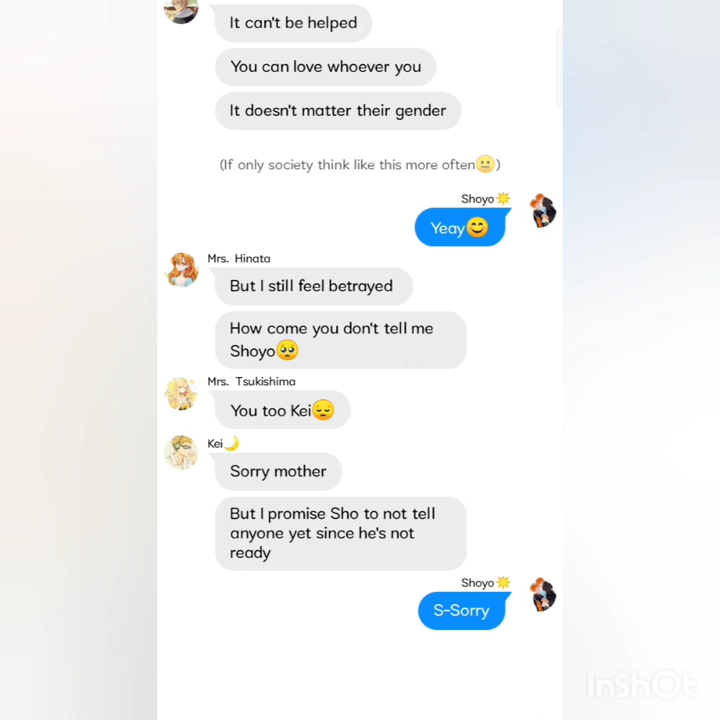 It can't be helped
You can love whoever you
It doesn't matter their gender
(If only society think like this more often😐)
Shoyo☀️
Yeay😊
Mrs. Hinata
But I still feel betrayed
How come you don't tell me
Shoyo🥺
Mrs. Tsukishima
You too Kei😔
Kei🌙
Sorry mother
But I promise Sho to not tell
anyone yet since he's not
ready
Shoyo☀️
S-Sorry
InShOt